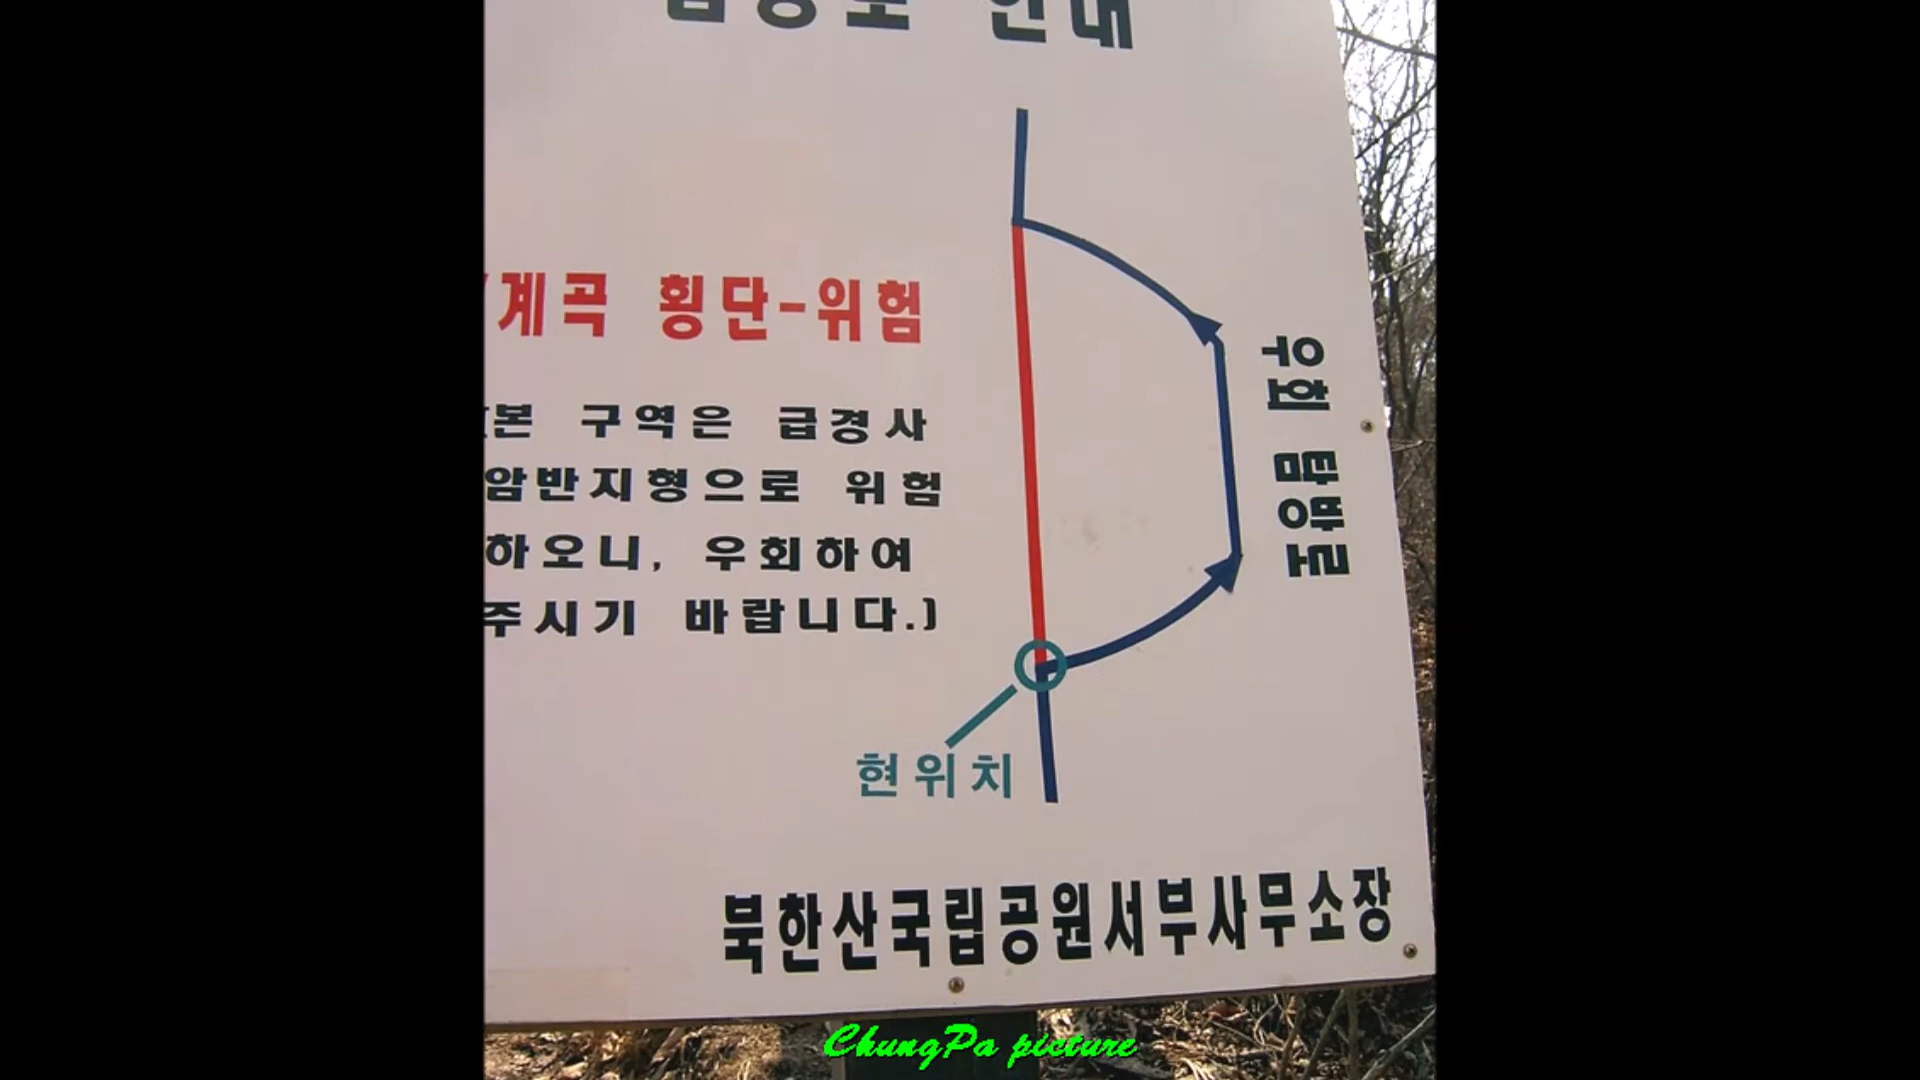 안내
계곡 횡단-위험
본 구역은 급경사
암반지형으로 위험
하오니, 우회하여
주시기 바랍니다.)
우회 탐방로
현위치
북한산국립공원서부사무소장
ChungPa picture